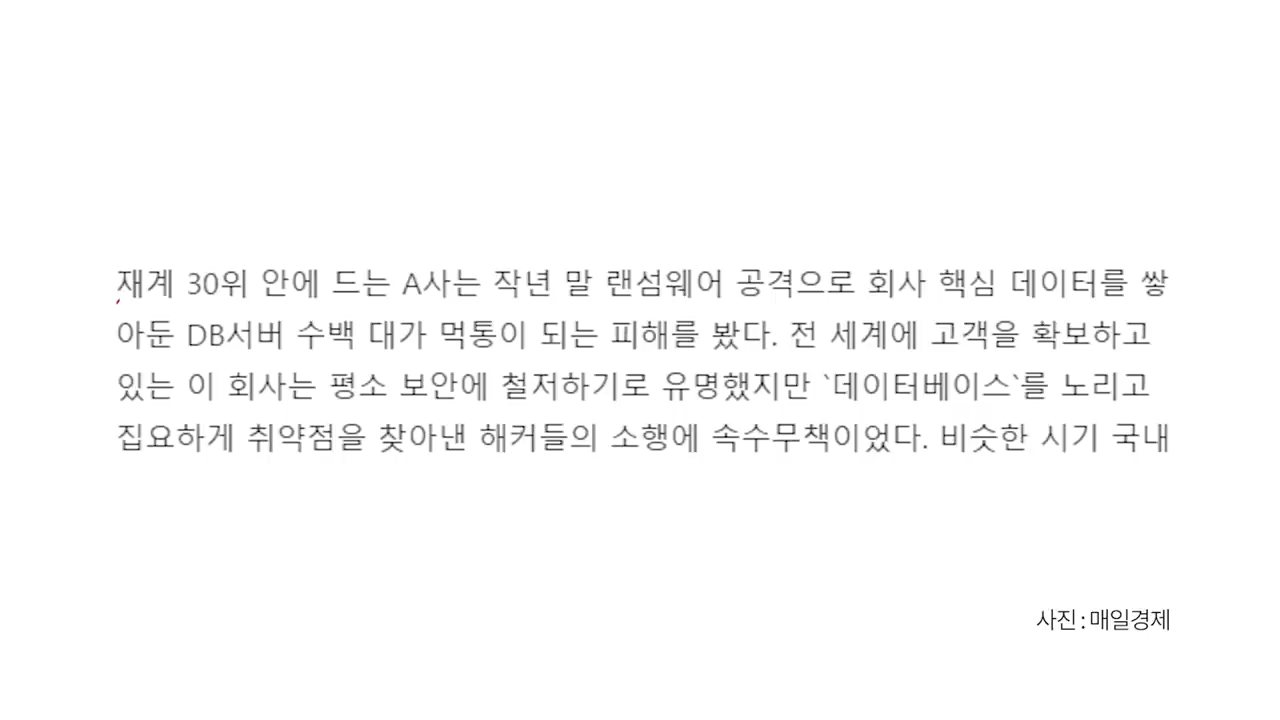 재계 30위 안에 드는 A사는 작년 말 랜섬웨어 공격으로 회사 핵심 데이터를 쌓
아둔 DB서버 수백 대가 먹통이 되는 피해를 봤다. 전 세계에 고객을 확보하고
있는 이 회사는 평소 보안에 철저하기로 유명했지만 `데이터베이스`를 노리고
집요하게 취약점을 찾아낸 해커들의 소행에 속수무책이었다. 비슷한 시기 국내
사진 : 매일경제